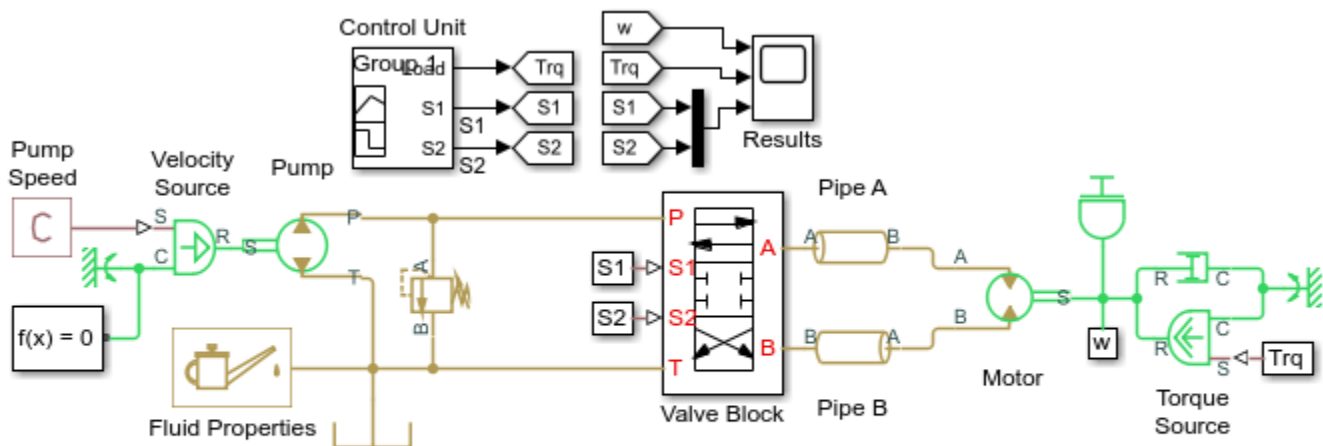 Control Unit
Group 1
Load
S1
S2
S1
S2
Trq
S1
S2
w
Trq
S1
S2
Results
Pump
Speed
C
Velocity
Source
S
C
R
S
Pump
P
T
f(x) = 0
Fluid Properties
A
B
S1
S2
P
S1
S2
T
A
B
Valve Block
Pipe A
A
B
Pipe B
B
A
A
B
Motor
S
w
R
C
R
C
S
Trq
Torque
Source